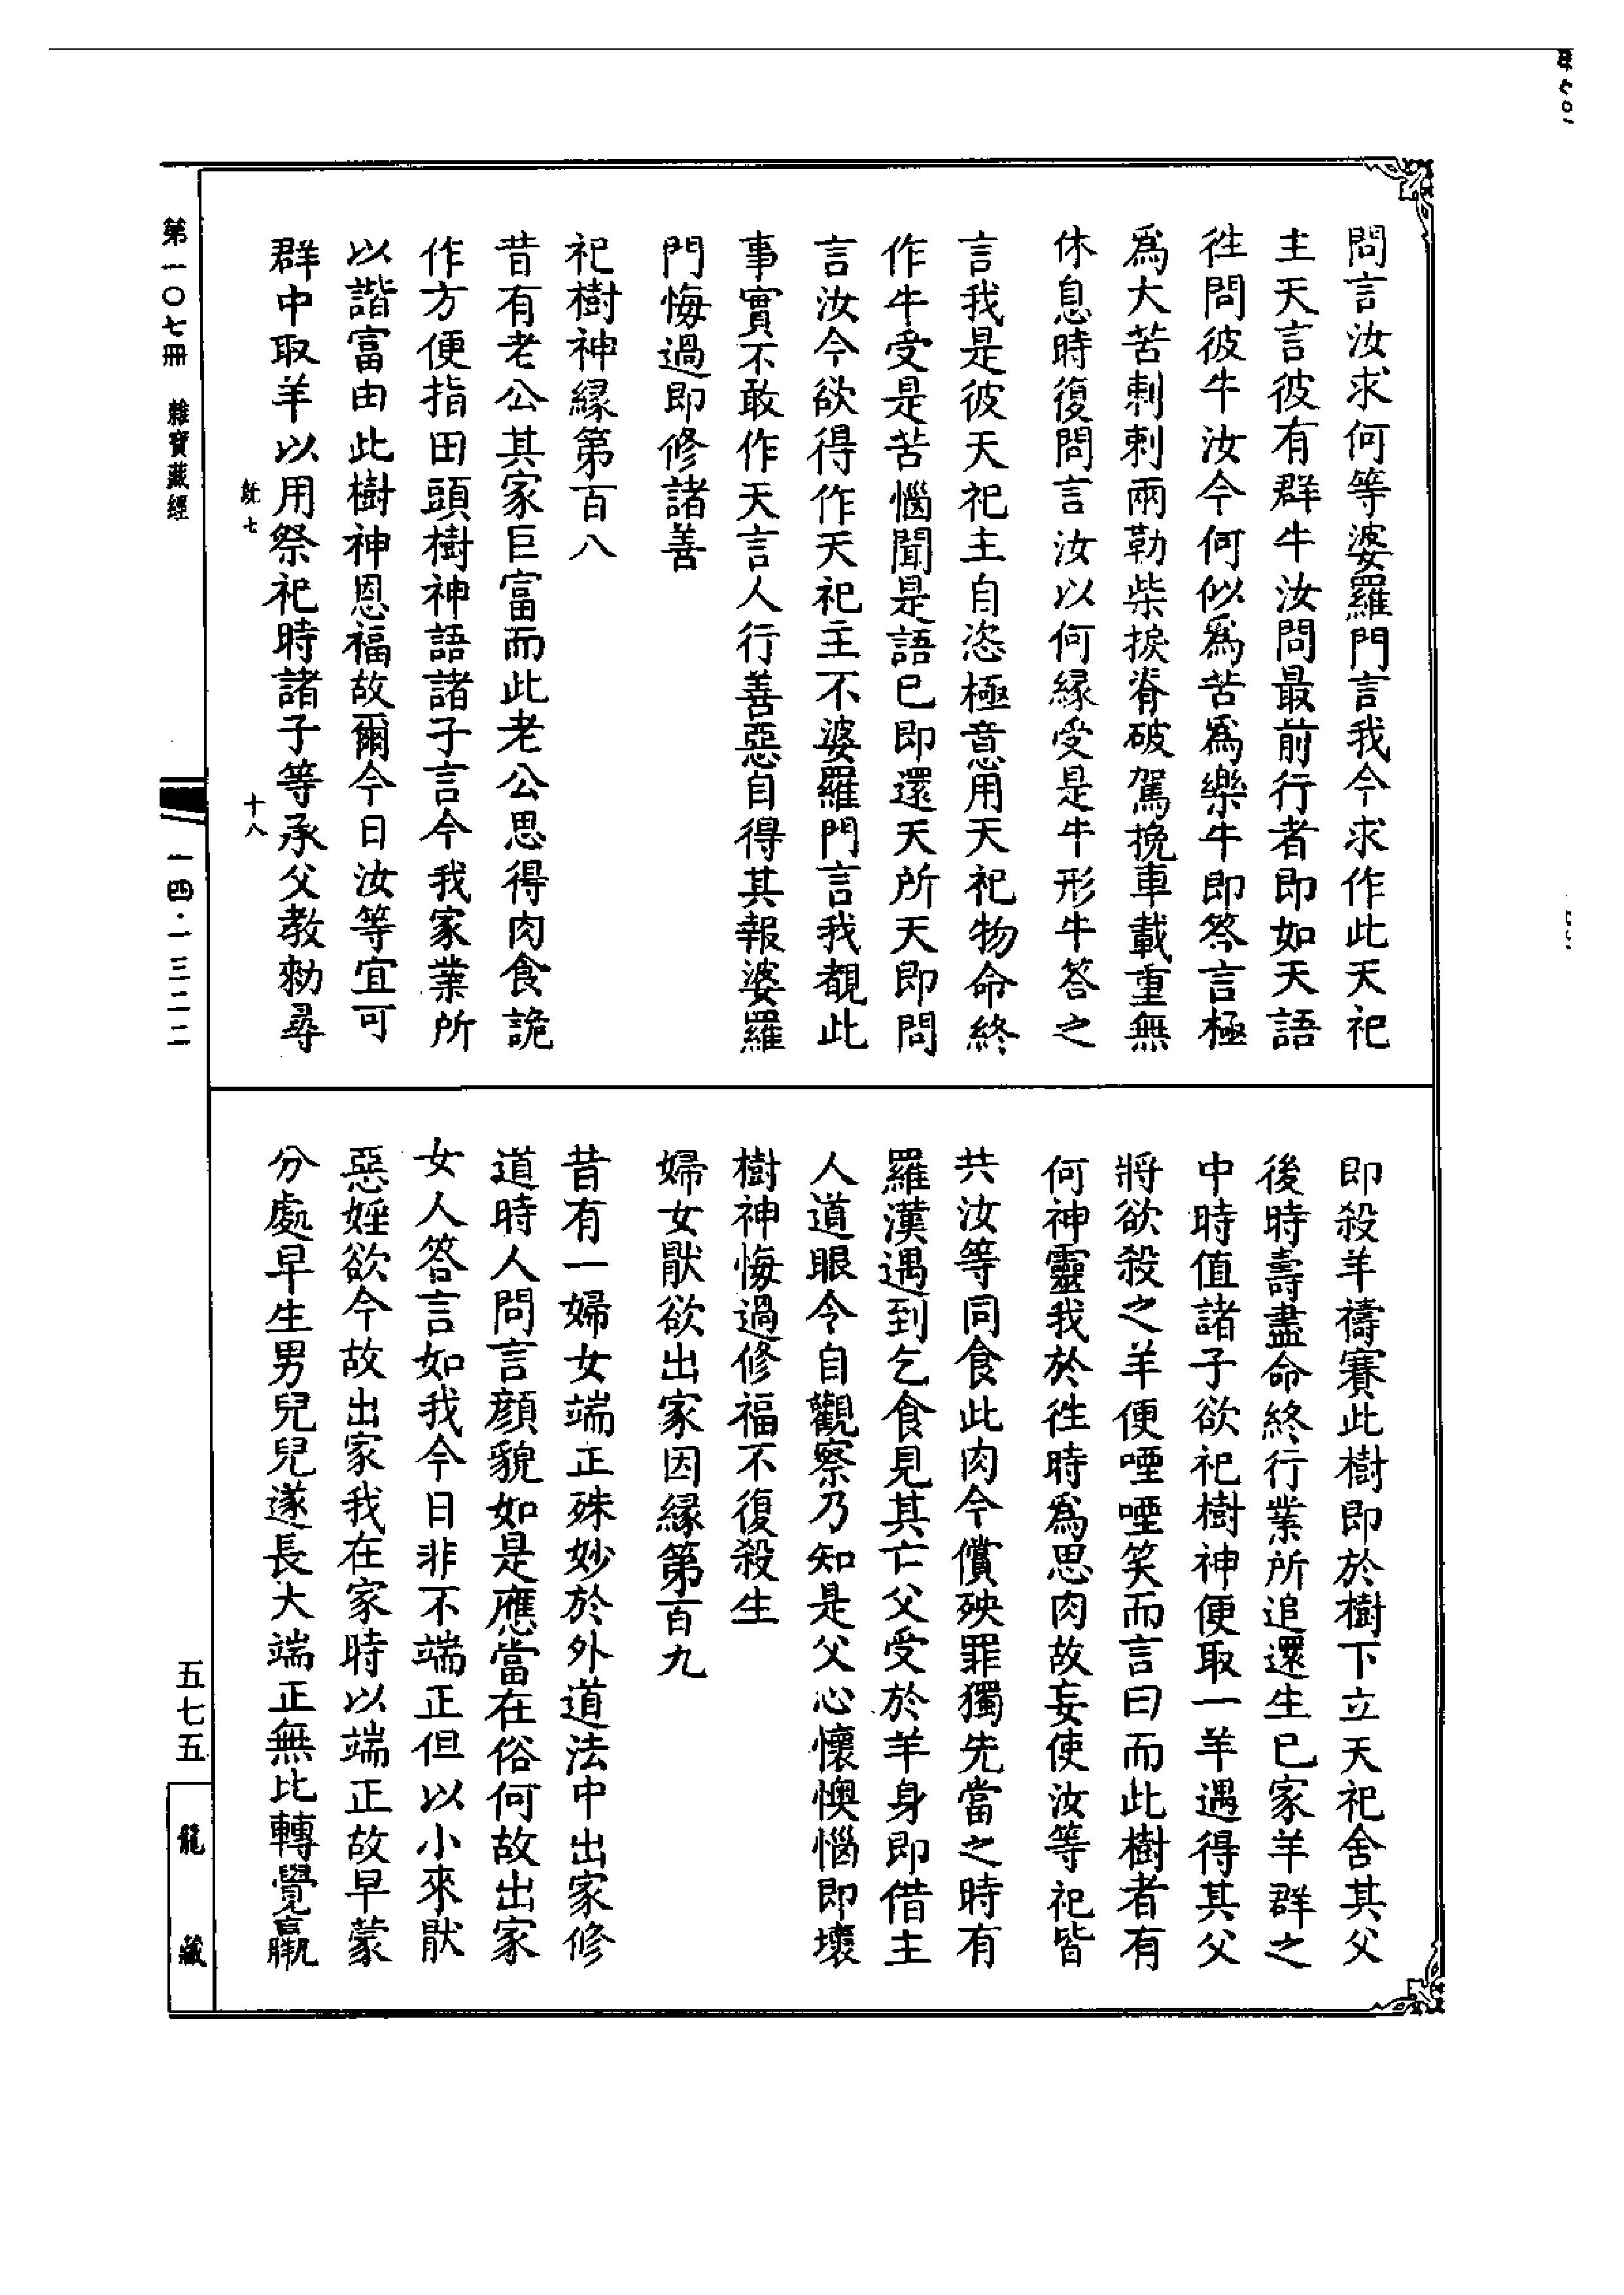 問言汝求何等婆羅門言我今求作此天祀
主天言彼有群牛汝問最前行者即如天語
徃問彼牛汝今何似爲苦爲樂牛即答言極
爲大苦刺刺兩勒柴捩脊破駕挽車載重無
休息時復問言汝以何緣受是牛形牛答之
言我是彼天祀主自恣極意用天祀物命終
作牛受是苦惱聞是語已即還天所天即問
言汝今欲得作天祀主不婆羅門言我覩此
事實不敢作天言人行善惡自得其報婆羅
門悔過即修諸善
祀樹神緣第百八
昔有老公其家巨富而此老公思得肉食詭
作方便指田頭樹神語諸子言今我家業所
以諧富由此樹神恩福故爾今日汝等宜可
群中取羊以用祭祀時諸子等承父教勑尋
即殺羊禱賽此樹即於樹下立天祀舍其父
後時壽盡命終行業所追還生已家羊群之
中時值諸子欲祀樹神便取一羊遇得其父
將欲殺之羊便㗌㗌笑而言曰而此樹者有
何神靈我於徃時爲思肉故妄使汝等祀皆
共汝等同食此肉今償殃罪獨先當之時有
羅漢遇到乞食見其亡父受於羊身即借主
人道眼令自觀察乃知是父心懷懊惱即壞
樹神悔過修福不復殺生
婦女猒欲出家因緣第百九
昔有一婦女端正殊妙於外道法中出家修
道時人問言顏貌如是應當在俗何故出家
女人答言如我今日非不端正但以小來猒
惡婬欲今故出家我在家時以端正故早蒙
分處早生男兒兒遂長大端正無比轉覺羸
第一〇七冊 雜寶藏經
十八
一四·一三二二
五七五
龍藏